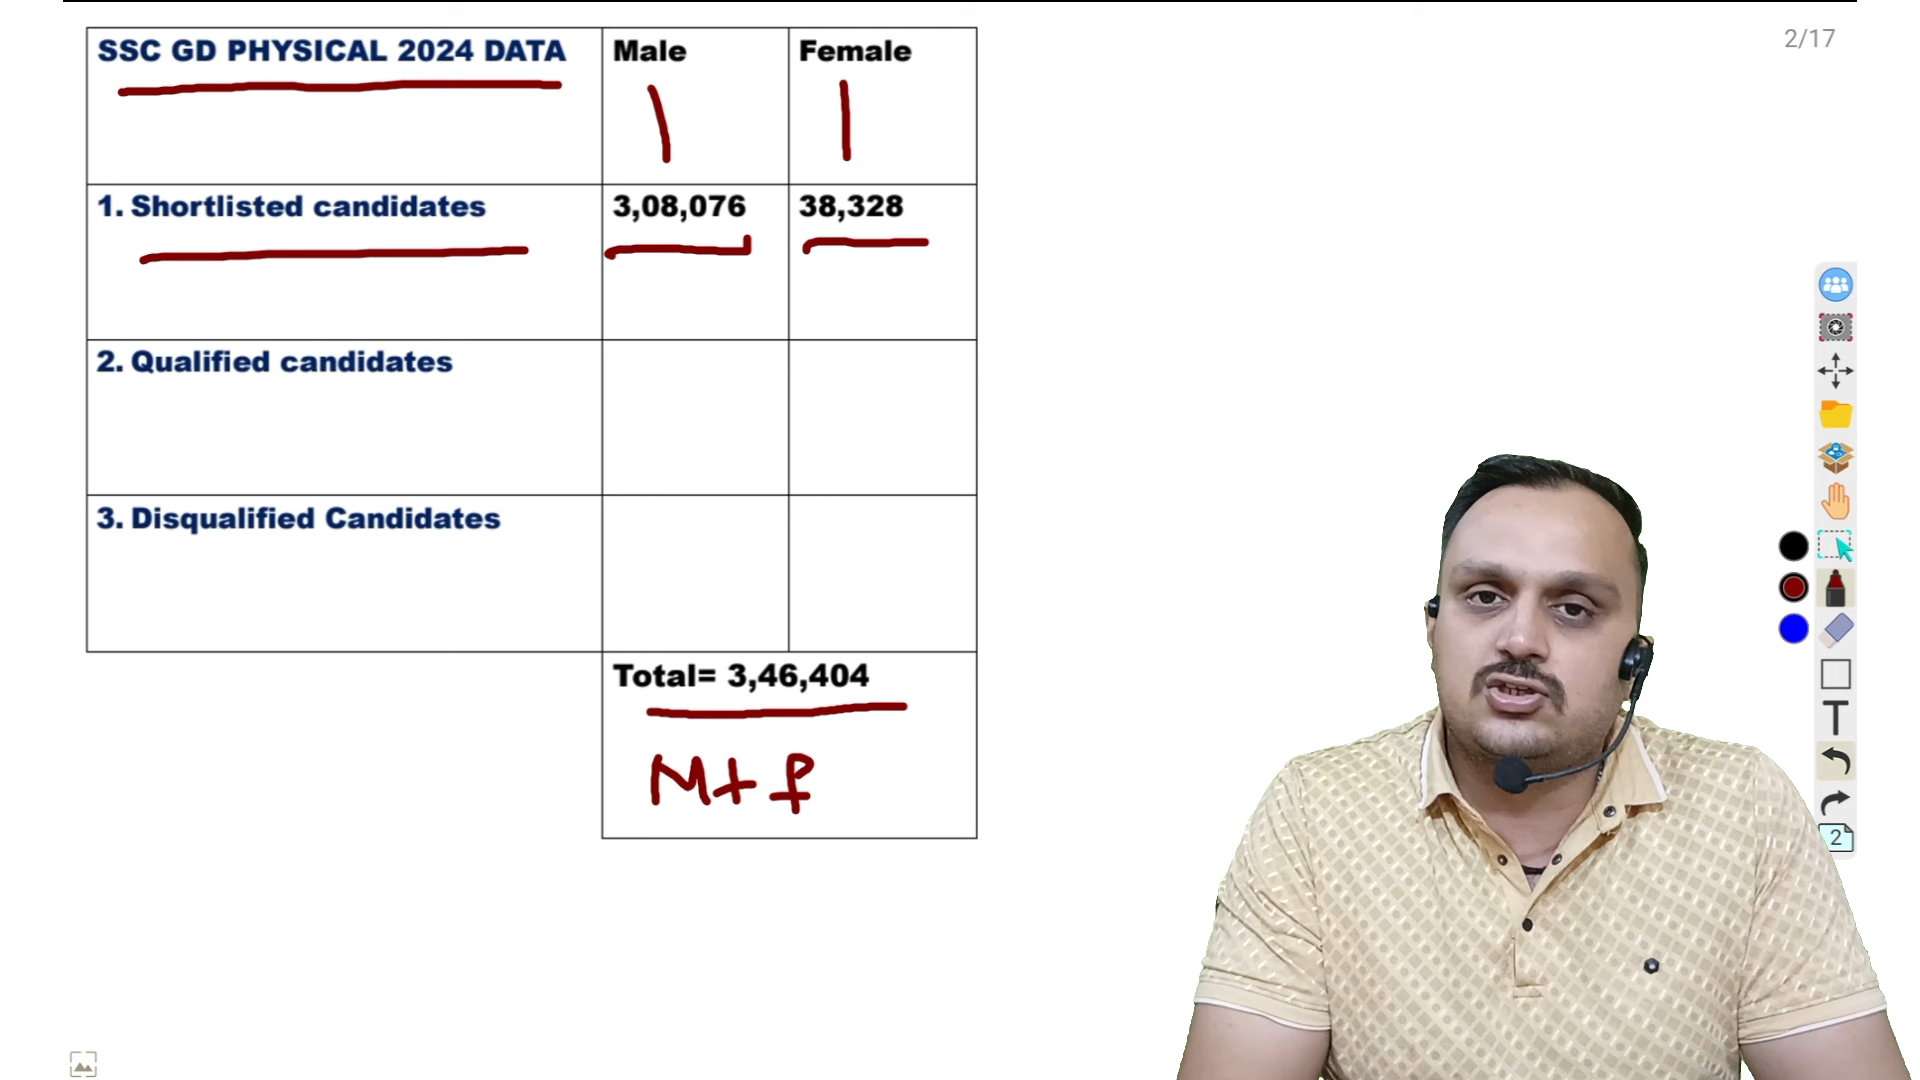 2/17
SSC GD PHYSICAL 2024 DATA Male Female
1. Shortlisted candidates 3,08,076 38,328
2. Qualified candidates
3. Disqualified Candidates
Total= 3,46,404
M+F
T
2